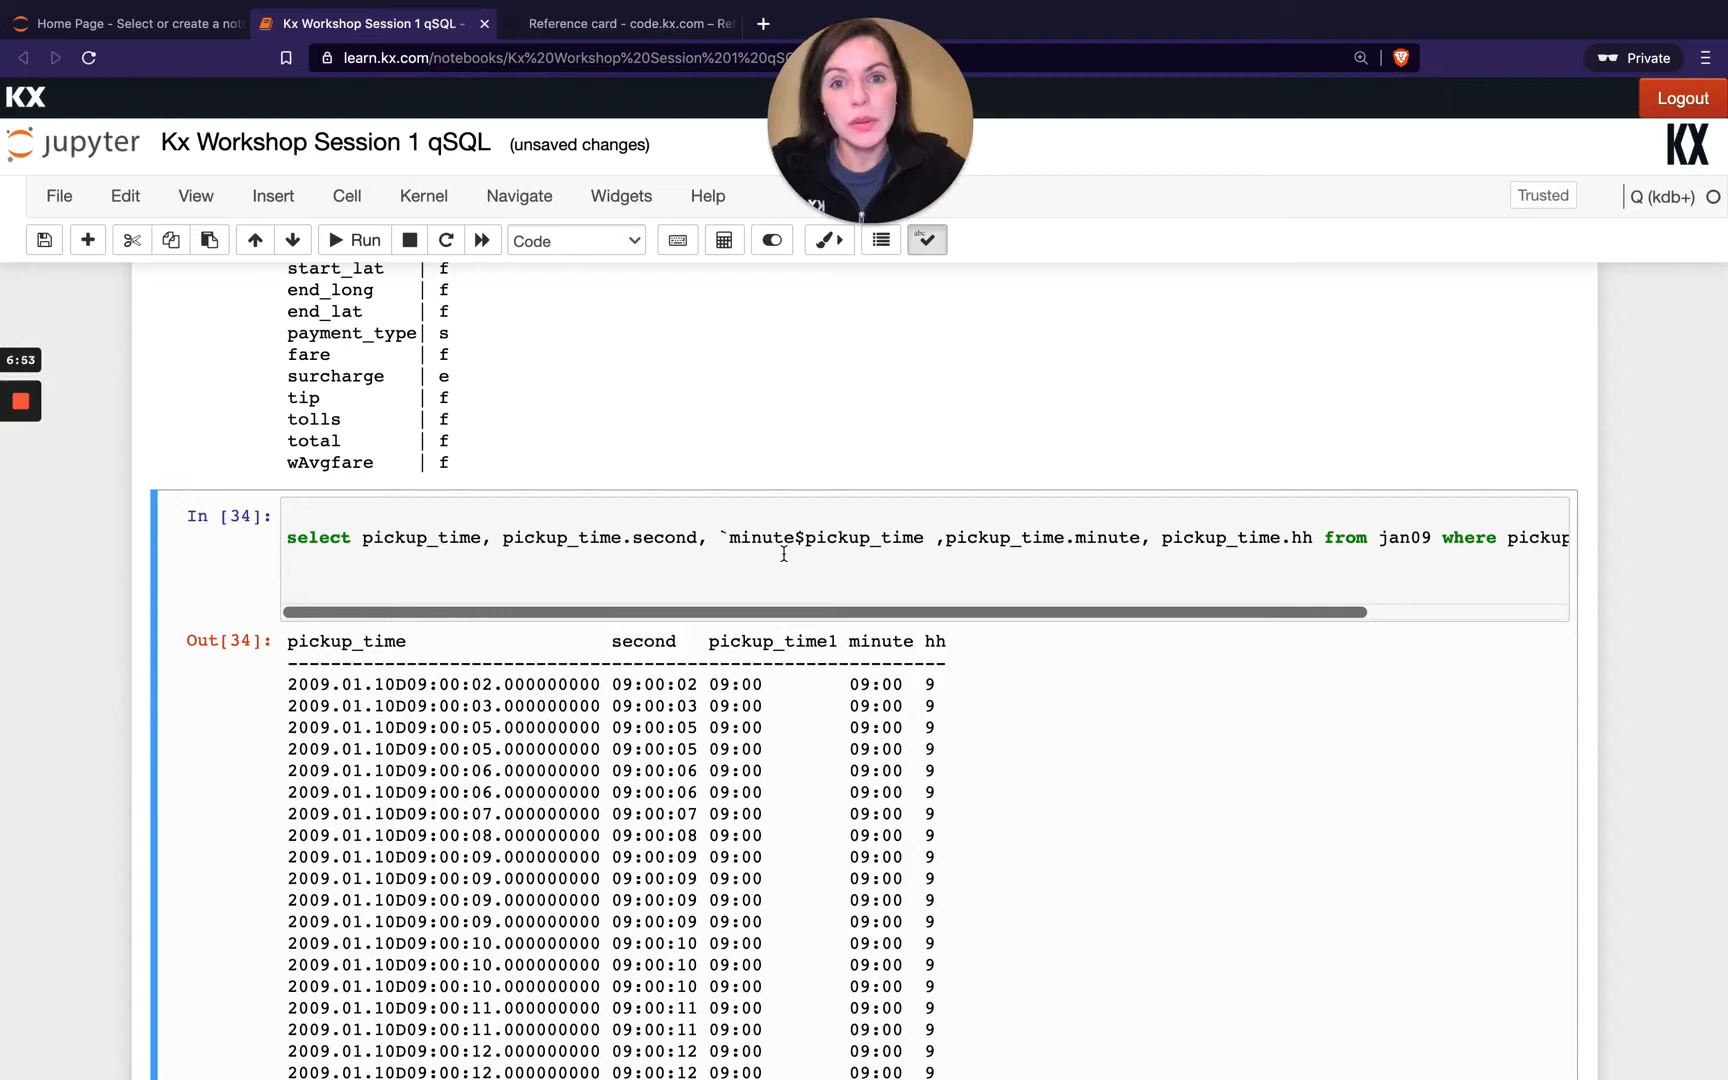 Home Page - Select or create a not
Kx Workshop Session 1 qSQL -
Reference card - code.kx.com – Ref
learn.kx.com/notebooks/Kx%20Workshop%20Session%201%20qS
Private
KX
Logout
jupyter Kx Workshop Session 1 qSQL (unsaved changes)
KX
File Edit View Insert Cell Kernel Navigate Widgets Help Trusted Q (kdb+)
Run Code abc
KX
start_lat | f
end_long | f
end_lat | f
payment_type| s
fare | f
6:53
surcharge | e
tip | f
tolls | f
total | f
wAvgfare | f
In [34]:
select pickup_time, pickup_time.second, `minute$pickup_time ,pickup_time.minute, pickup_time.hh from jan09 where pickup
Out[34]: pickup_time second pickup_time1 minute hh
---------------------------------------------------------------
2009.01.10D09:00:02.000000000 09:00:02 09:00 09:00 9
2009.01.10D09:00:03.000000000 09:00:03 09:00 09:00 9
2009.01.10D09:00:05.000000000 09:00:05 09:00 09:00 9
2009.01.10D09:00:05.000000000 09:00:05 09:00 09:00 9
2009.01.10D09:00:06.000000000 09:00:06 09:00 09:00 9
2009.01.10D09:00:06.000000000 09:00:06 09:00 09:00 9
2009.01.10D09:00:07.000000000 09:00:07 09:00 09:00 9
2009.01.10D09:00:08.000000000 09:00:08 09:00 09:00 9
2009.01.10D09:00:09.000000000 09:00:09 09:00 09:00 9
2009.01.10D09:00:09.000000000 09:00:09 09:00 09:00 9
2009.01.10D09:00:09.000000000 09:00:09 09:00 09:00 9
2009.01.10D09:00:09.000000000 09:00:09 09:00 09:00 9
2009.01.10D09:00:10.000000000 09:00:10 09:00 09:00 9
2009.01.10D09:00:10.000000000 09:00:10 09:00 09:00 9
2009.01.10D09:00:10.000000000 09:00:10 09:00 09:00 9
2009.01.10D09:00:11.000000000 09:00:11 09:00 09:00 9
2009.01.10D09:00:11.000000000 09:00:11 09:00 09:00 9
2009.01.10D09:00:12.000000000 09:00:12 09:00 09:00 9
2009.01.10D09:00:12.000000000 09:00:12 09:00 09:00 9